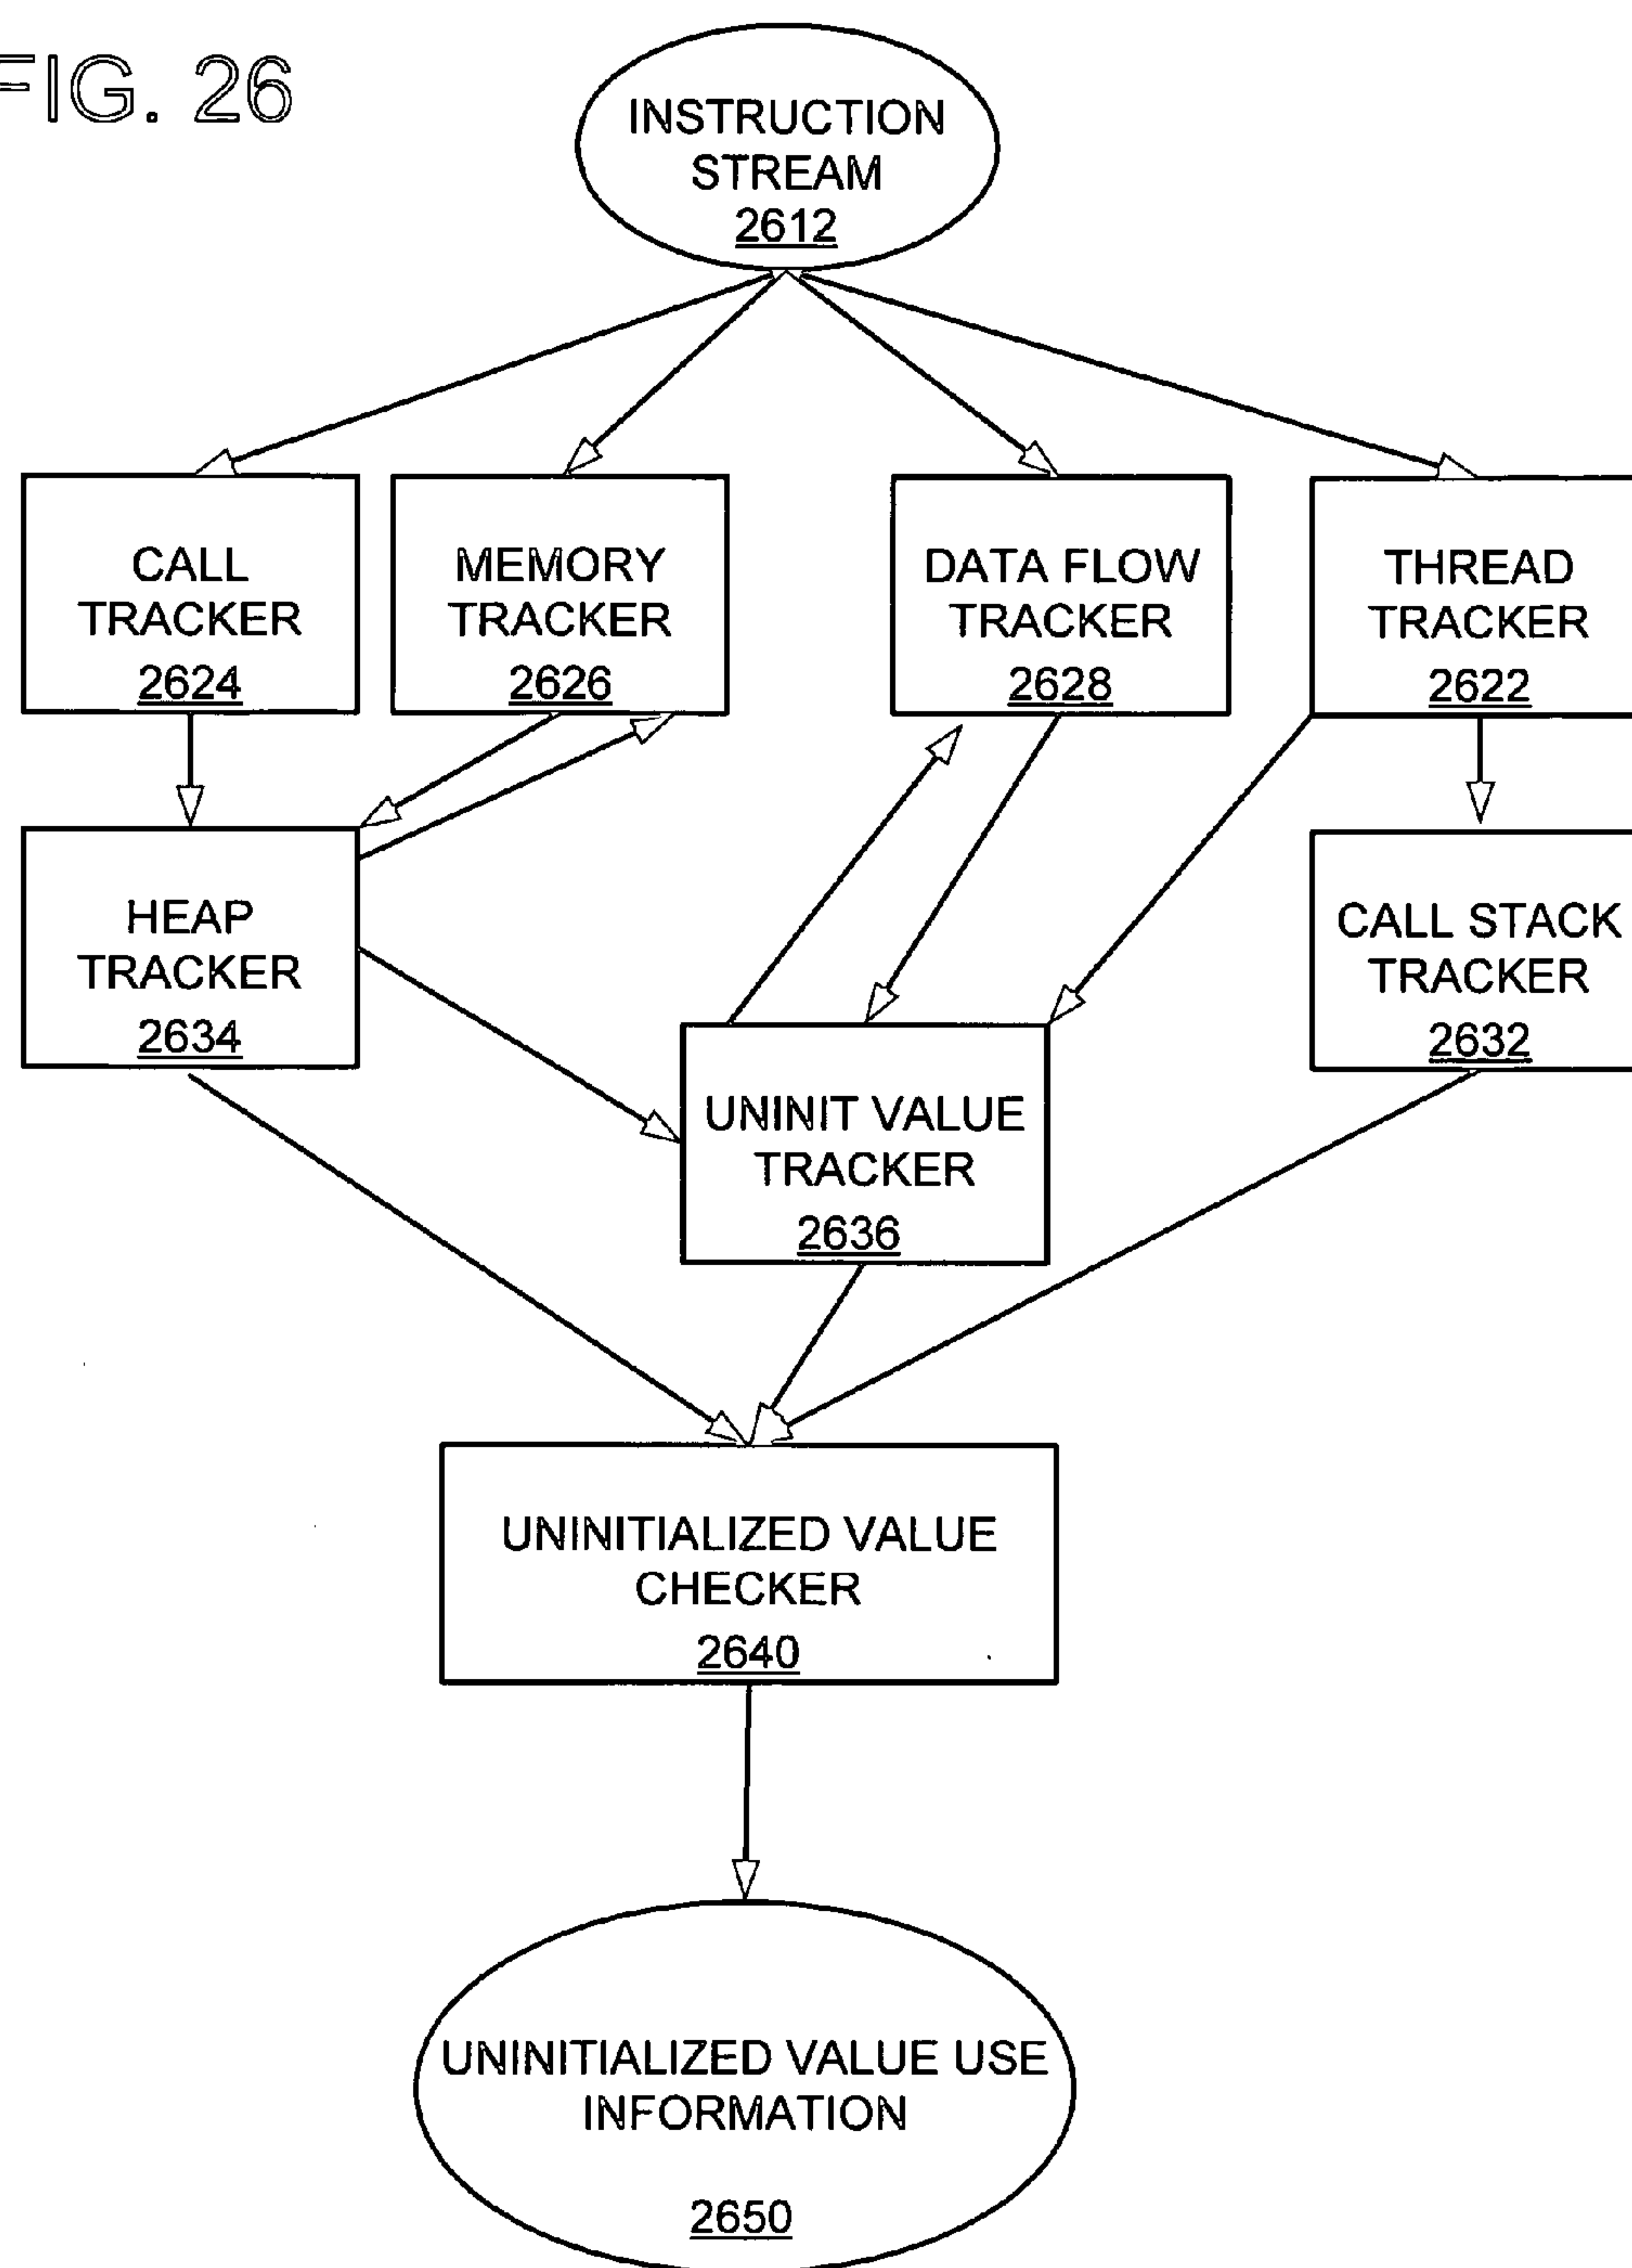 FIG. 26
INSTRUCTION
STREAM
2612
CALL
TRACKER
2624
MEMORY
TRACKER
2626
DATA FLOW
TRACKER
2628
THREAD
TRACKER
2622
HEAP
TRACKER
2634
CALL STACK
TRACKER
2632
UNINIT VALUE
TRACKER
2636
UNINITIALIZED VALUE
CHECKER
2640
UNINITIALIZED VALUE USE
INFORMATION
2650